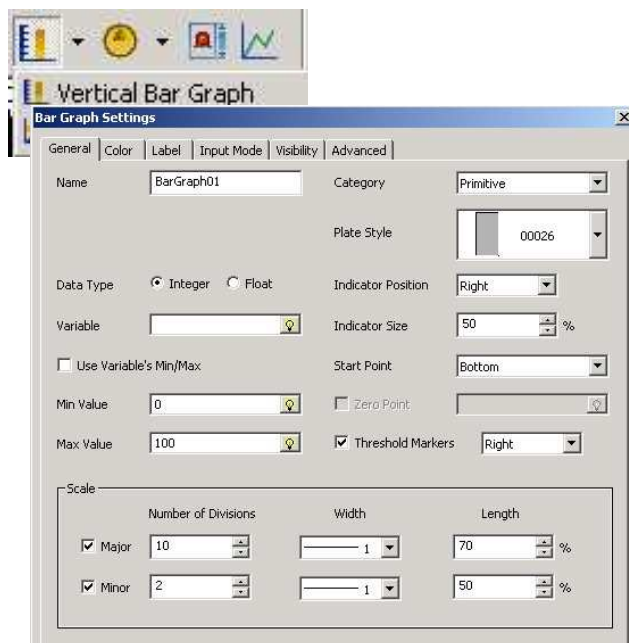 Vertical Bar Graph
Bar Graph Settings
General Color Label Input Mode Visibility Advanced
Name BarGraph01 Category Primitive
Plate Style 00026
Data Type Integer Float Indicator Position Right
Variable Indicator Size 50 %
Use Variable's Min/Max Start Point Bottom
Min Value 0 Zero Point
Max Value 100 Threshold Markers Right
Scale
Number of Divisions Width Length
Major 10 1 70 %
Minor 2 1 50 %